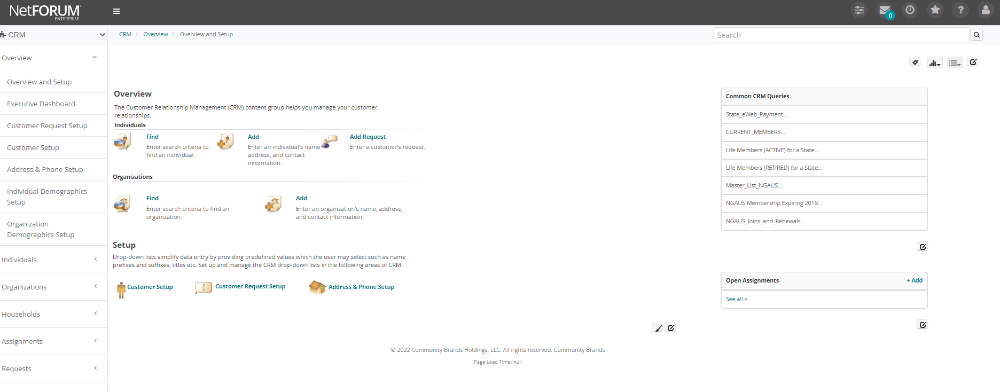 NetFORUM
ENTERPRISE
0
?
CRM
CRM / Overview / Overview and Setup
Search
Overview
Overview and Setup
Executive Dashboard
Customer Request Setup
Customer Setup
Address & Phone Setup
Individual Demographics
Setup
Organization
Demographics Setup
Individuals
Organizations
Households
Assignments
Requests
Overview
The Customer Relationship Management (CRM) content group helps you manage your customer
relationships.
Individuals
Find
Enter search criteria to
find an individual.
Add
Enter an individual's name
address, and contact
information.
Add Request
Enter a customer's request.
Organizations
Find
Enter search criteria to find an
organization.
Add
Enter an organization's name, address,
and contact information.
Setup
Drop-down lists simplify data entry by providing predefined values which the user may select such as name
prefixes and suffixes, titles etc. Set up and manage the CRM drop-down lists in the following areas of CRM:
Customer Setup
Customer Request Setup
Address & Phone Setup
Common CRM Queries
State_eWeb_Payment...
CURRENT_MEMBERS...
Life Members (ACTIVE) for a State...
Life Members (RETIRED) for a State...
Master_List_NGAUS...
NGAUS Membership Expiring 2019...
NGAUS_Joins_and_Renewals...
Open Assignments + Add
See all »
© 2022 Community Brands Holdings, LLC. All rights reserved. Community Brands
Page Load Time: null